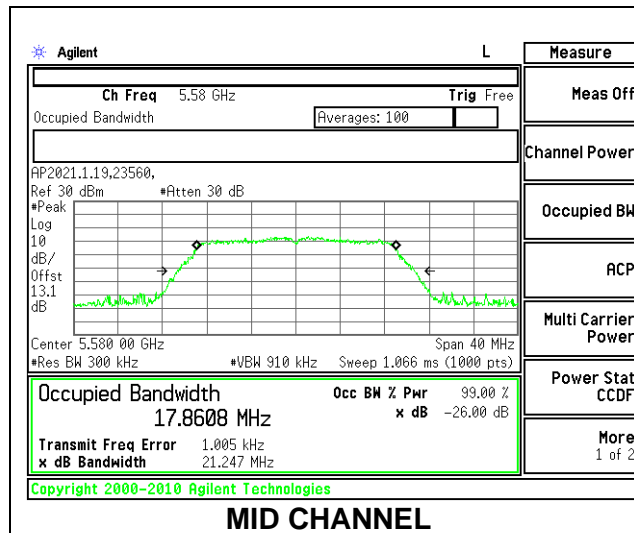 Agilent L Measure
Ch Freq 5.58 GHz Trig Free
Meas Off
Occupied Bandwidth Averages: 100
Channel Power
AP2021.1.19,23560,
Ref 30 dBm #Atten 30 dB
#Peak
Log
10
dB/
Offst
13.1
dB
Occupied BW
ACP
Center 5.580 00 GHz Span 40 MHz
#Res BW 300 kHz #VBW 910 kHz Sweep 1.066 ms (1000 pts)
Multi Carrier
Power
Occupied Bandwidth Occ BW % Pwr 99.00 %
17.8608 MHz x dB -26.00 dB
Transmit Freq Error 1.005 kHz
x dB Bandwidth 21.247 MHz
Power Stat
CCDF
More
1 of 2
Copyright 2000-2010 Agilent Technologies
MID CHANNEL